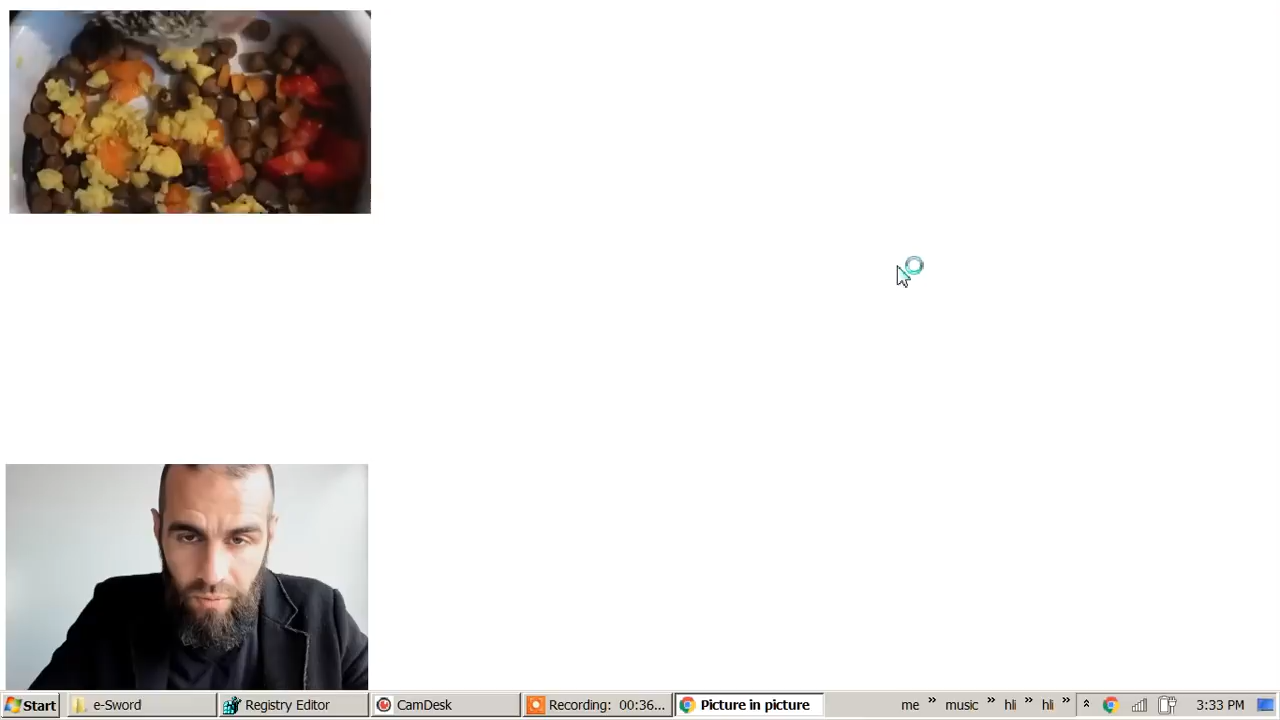 Start e-Sword Registry Editor CamDesk Recording: 00:36... Picture in picture me » music » hli » hli » 3:33 PM